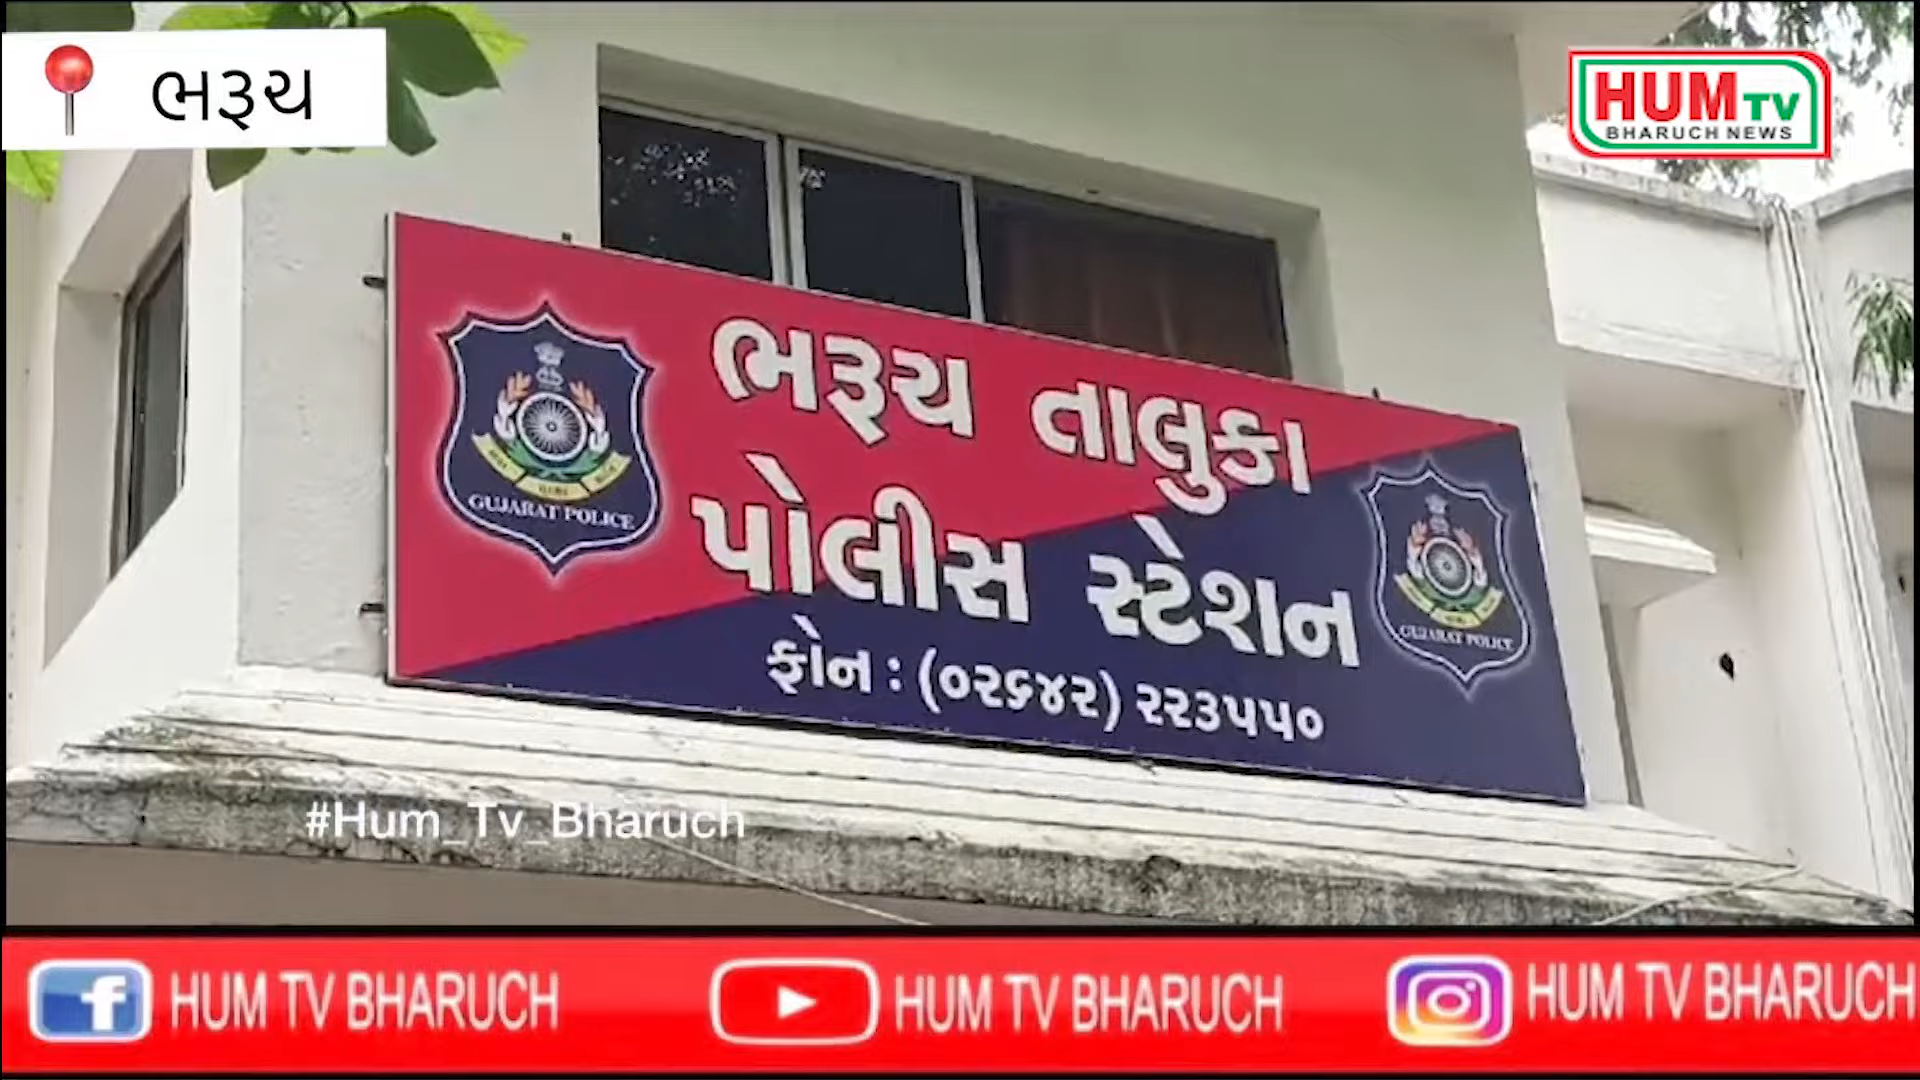 ભરૂચ
HUM TV
BHARUCH NEWS
ભરૂચ તાલુકા
પોલીસ સ્ટેશન
ફોન : (૦૨૬૪૨) ૨૨૩૫૫૦
GUJARAT POLICE
GUJARAT POLICE
#Hum_Tv_Bharuch
HUM TV BHARUCH
HUM TV BHARUCH
HUM TV BHARUCH